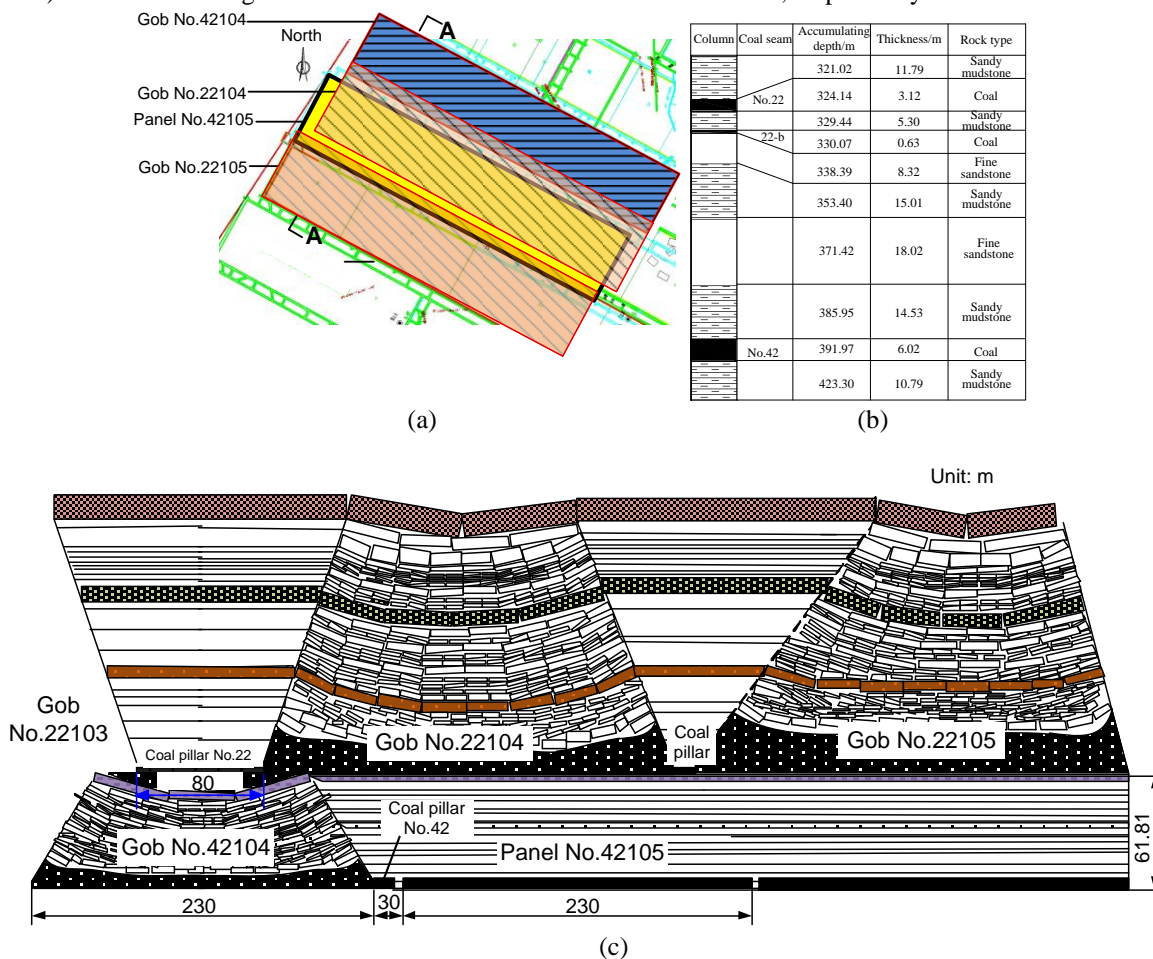 Gob No.42104
A
North
Gob No.22104
Panel No.42105
Gob No.22105
A
(a)
Column Coal seam Accumulating depth/m Thickness/m Rock type
321.02 11.79 Sandy mudstone
No.22 324.14 3.12 Coal
329.44 5.30 Sandy mudstone
22-b 330.07 0.63 Coal
338.39 8.32 Fine sandstone
353.40 15.01 Sandy mudstone
371.42 18.02 Fine sandstone
385.95 14.53 Sandy mudstone
No.42 391.97 6.02 Coal
423.30 10.79 Sandy mudstone
(b)
Unit: m
Gob
No.22103
Gob No.22104
Coal
pillar
Gob No.22105
Coal pillar No.22
80
Coal pillar
No.42
Gob No.42104
Panel No.42105
61.81
230
30
230
(c)